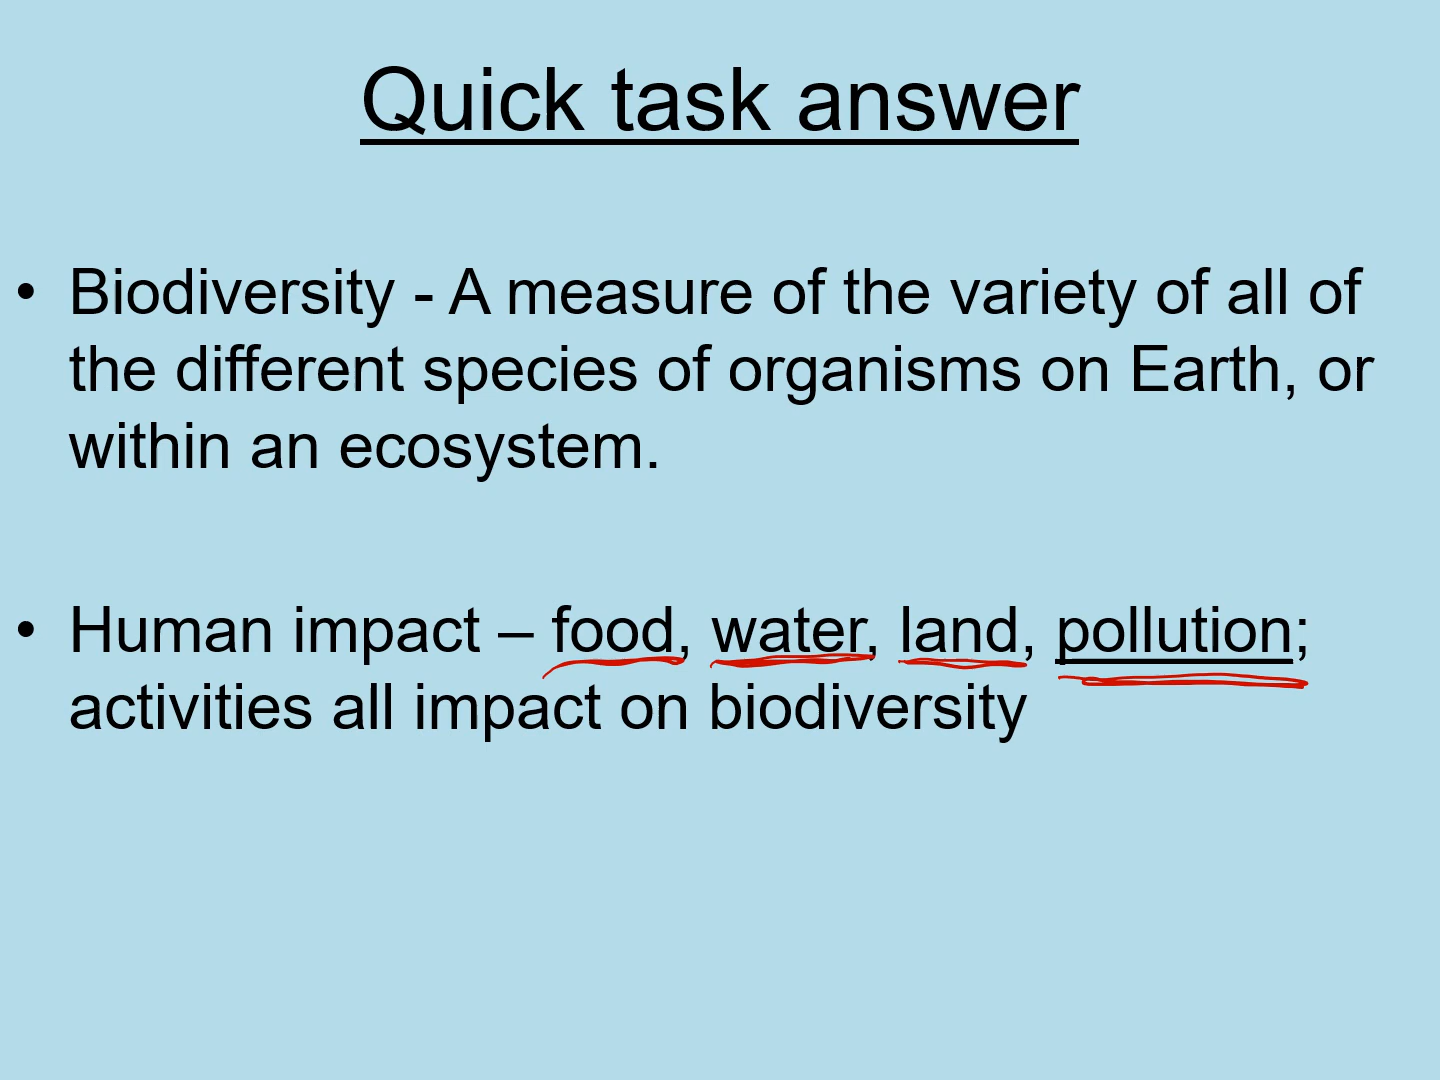 Quick task answer
• Biodiversity - A measure of the variety of all of
the different species of organisms on Earth, or
within an ecosystem.
• Human impact – food, water, land, pollution;
activities all impact on biodiversity